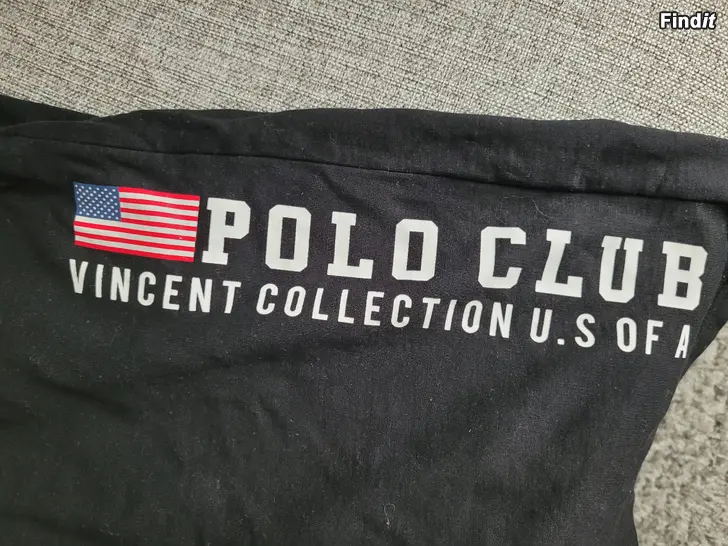 Findit
POLO CLUB
VINCENT COLLECTION U.S OF A